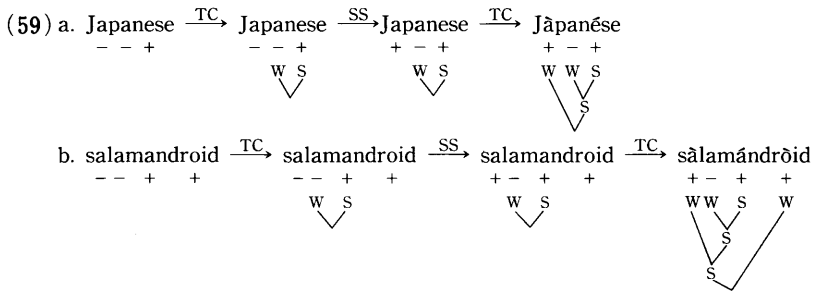 (59) a. Japanese TC→ Japanese SS→ Japanese TC→ Jàpanése
− − + − − + + − + + − +
W S W S W W S
S
b. salamandroid TC→ salamandroid SS→ salamandroid TC→ sàlamándròid
− − + + − − + + + − + + + − + +
W S W S W W S W
S
S